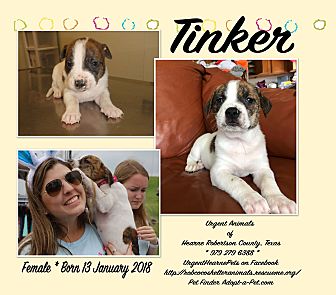 Tinker
Female * Born 13 January 2018
Urgent Animals
of
Hearne Robertson County, Texas
* 979 279 6388 *
UrgentHearnePets on Facebook
http://robcocoshelteranimals.rescueme.org/
Pet Finder Adopt-a-Pet.com